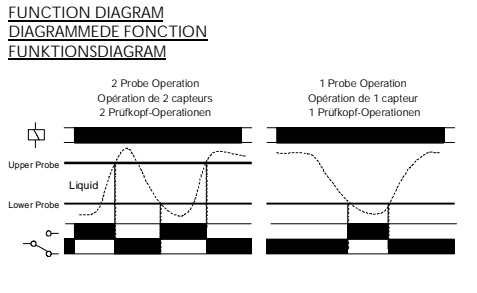 FUNCTION DIAGRAM
DIAGRAMMEDE FONCTION
FUNKTIONSDIAGRAM
2 Probe Operation
Opération de 2 capteurs
2 Prüfkopf-Operationen
1 Probe Operation
Opération de 1 capteur
1 Prüfkopf-Operationen
Upper Probe
Liquid
Lower Probe